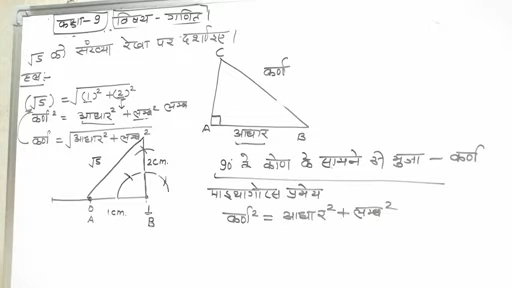 कक्षा-9 विषय-गणित
√5 को संख्या रेखा पर दर्शाइए।
हल:-
(√5) = √(1)² + (2)²
कर्ण² = आधार² + लम्ब²
कर्ण = √आधार² + लम्ब²
√5
2cm.
0
A
1cm.
1
B
C
कर्ण
A
B
आधार
90° के कोण के सामने की भुजा - कर्ण
पाइथागोरस प्रमेय
कर्ण² = आधार² + लम्ब²